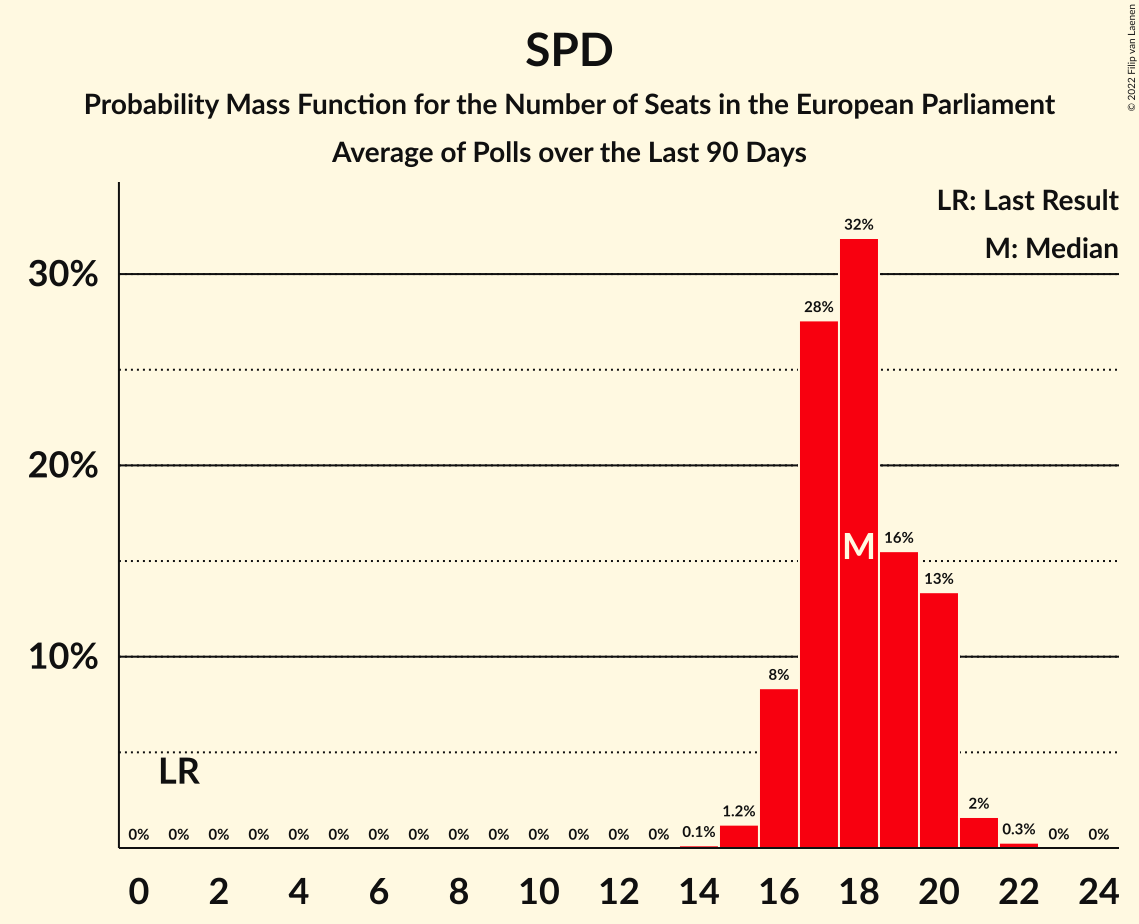 SPD
Probability Mass Function for the Number of Seats in the European Parliament
Average of Polls over the Last 90 Days
© 2022 Filip van Laenen
LR: Last Result
M: Median
30%
20%
10%
0% 0% 0% 0% 0% 0% 0% 0% 0% 0% 0% 0% 0% 0% 0.1% 1.2% 8% 28% 32% 16% 13% 2% 0.3% 0% 0%
LR
M
0 2 4 6 8 10 12 14 16 18 20 22 24